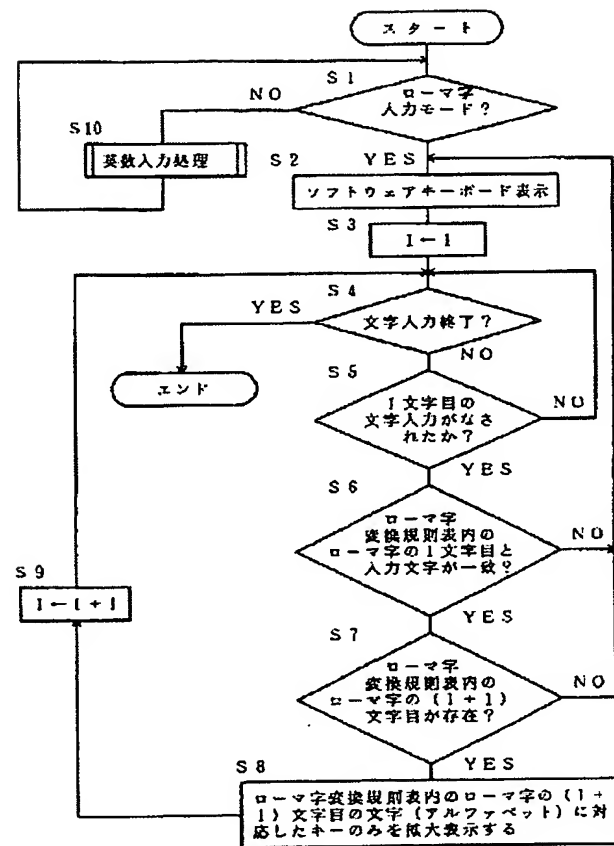 スタート
S1
ローマ字
入力モード？
NO
YES
S10
英数入力処理
S2
ソフトウェアキーボード表示
S3
I←1
S4
文字入力終了？
YES
NO
エンド
S5
I文字目の
文字入力がなさ
れたか？
NO
YES
S6
ローマ字
変換規則表内の
ローマ字のI文字目と
入力文字が一致？
NO
YES
S9
I←I+1
S7
ローマ字
変換規則表内の
ローマ字の(I+1)
文字目が存在？
NO
YES
S8
ローマ字変換規則表内のローマ字の(I+
1)文字目の文字(アルファベット)に対
応したキーのみを拡大表示する